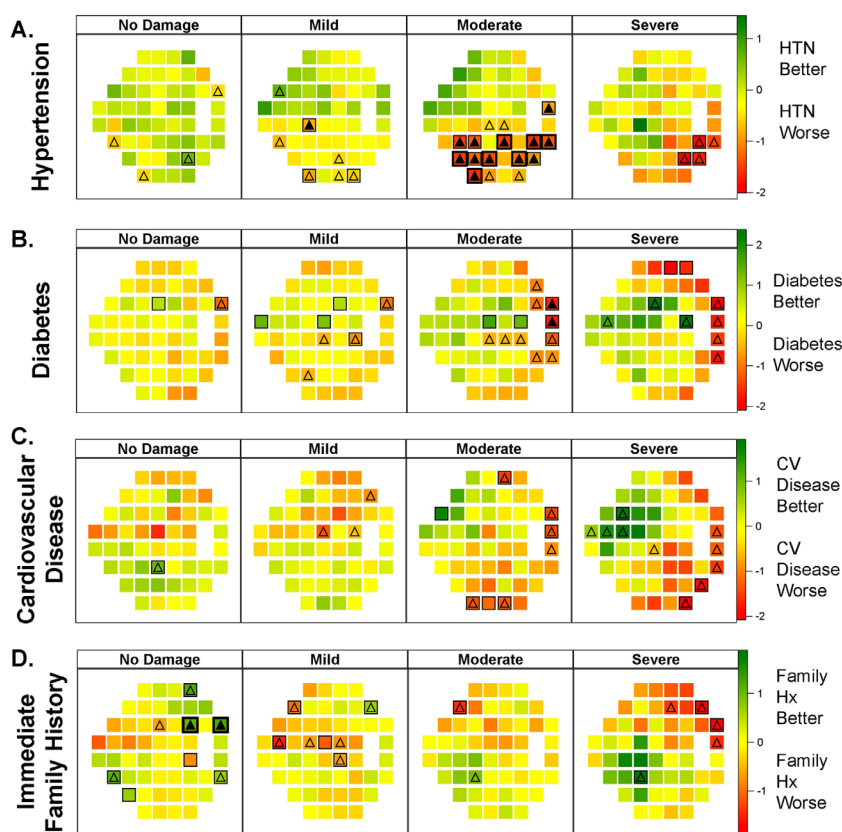 A.
No Damage Mild Moderate Severe
Hypertension
1
0
-1
-2
HTN
Better
HTN
Worse
B.
No Damage Mild Moderate Severe
Diabetes
2
1
0
-1
-2
Diabetes
Better
Diabetes
Worse
C.
No Damage Mild Moderate Severe
Cardiovascular
Disease
1
0
-1
-2
CV
Disease
Better
CV
Disease
Worse
D.
No Damage Mild Moderate Severe
Immediate
Family History
1
0
-1
Family
Hx
Better
Family
Hx
Worse